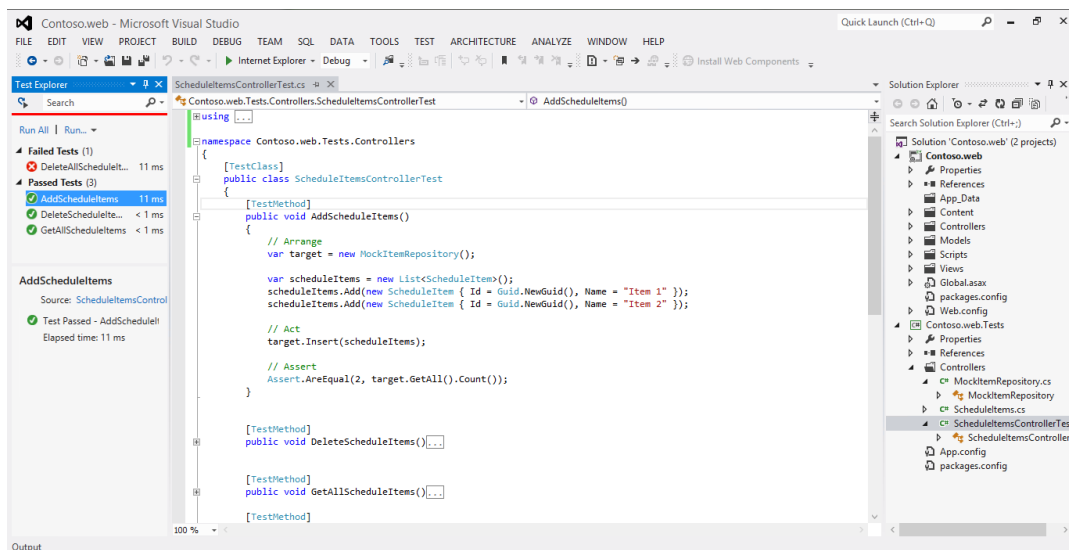 Contoso.web - Microsoft Visual Studio
Quick Launch (Ctrl+Q)
FILE EDIT VIEW PROJECT BUILD DEBUG TEAM SQL DATA TOOLS TEST ARCHITECTURE ANALYZE WINDOW HELP
Internet Explorer - Debug
Install Web Components
Test Explorer
Search
Run All | Run...
Failed Tests (1)
DeleteAllScheduleIt... 11 ms
Passed Tests (3)
AddScheduleItems 11 ms
DeleteScheduleIte... < 1 ms
GetAllScheduleItems < 1 ms
AddScheduleItems
Source: ScheduleItemsControl
Test Passed - AddScheduleIt
Elapsed time: 11 ms
ScheduleItemsControllerTest.cs
Contoso.web.Tests.Controllers.ScheduleItemsControllerTest
AddScheduleItems()
using ...
namespace Contoso.web.Tests.Controllers
{
[TestClass]
public class ScheduleItemsControllerTest
{
[TestMethod]
public void AddScheduleItems()
{
// Arrange
var target = new MockItemRepository();
var scheduleItems = new List<ScheduleItem>();
scheduleItems.Add(new ScheduleItem { Id = Guid.NewGuid(), Name = "Item 1" });
scheduleItems.Add(new ScheduleItem { Id = Guid.NewGuid(), Name = "Item 2" });
// Act
target.Insert(scheduleItems);
// Assert
Assert.AreEqual(2, target.GetAll().Count());
}
[TestMethod]
public void DeleteScheduleItems()...
[TestMethod]
public void GetAllScheduleItems()...
[TestMethod]
100 %
Solution Explorer
Search Solution Explorer (Ctrl+;)
Solution 'Contoso.web' (2 projects)
Contoso.web
Properties
References
App_Data
Content
Controllers
Models
Scripts
Views
Global.asax
packages.config
Web.config
Contoso.web.Tests
Properties
References
Controllers
MockItemRepository.cs
MockItemRepository
ScheduleItems.cs
ScheduleItemsControllerTes
ScheduleItemsController
App.config
packages.config
Output